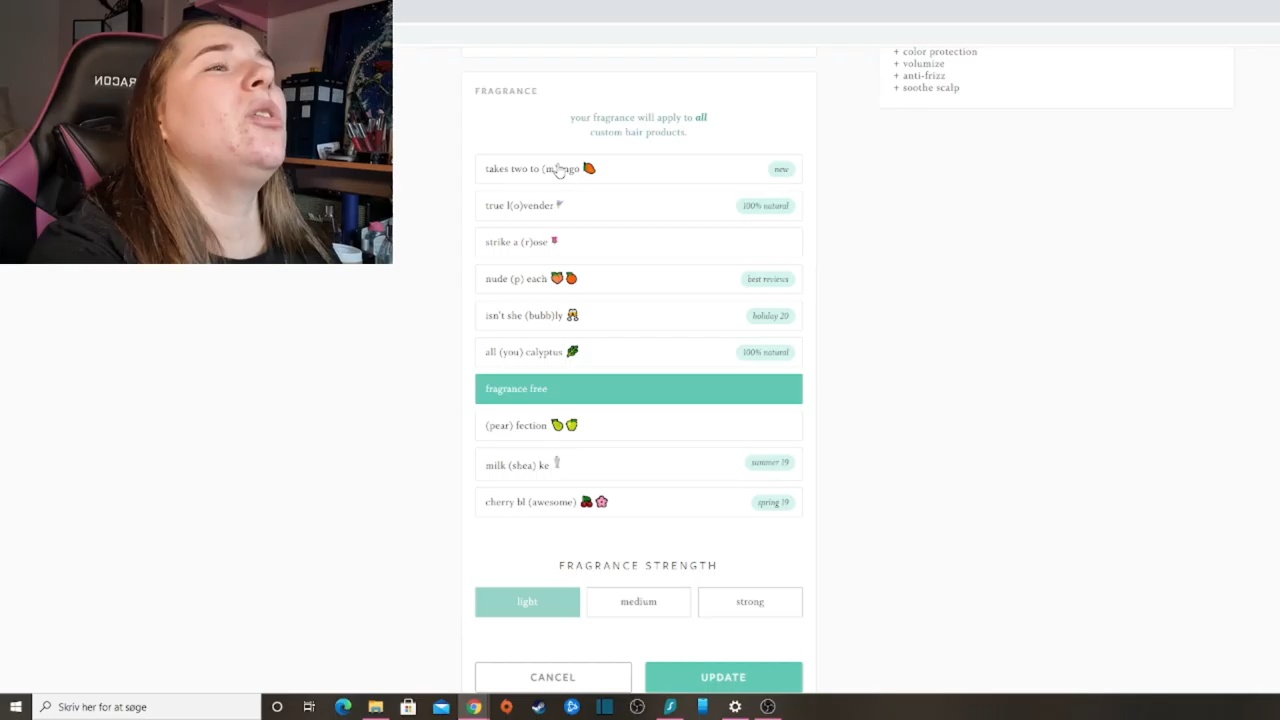 + color protection
+ volumize
+ anti-frizz
+ soothe scalp
FRAGRANCE
your fragrance will apply to all
custom hair products.
takes two to (m ngo
new
true l(o)vender
100% natural
strike a (r)ose
nude (p) each
best reviews
isn't she (bubb)ly
holiday 20
all (you) calyptus
100% natural
fragrance free
(pear) fection
milk (shea) ke
summer 19
cherry bl (awesome)
spring 19
FRAGRANCE STRENGTH
light
medium
strong
CANCEL
UPDATE
Skriv her for at søge